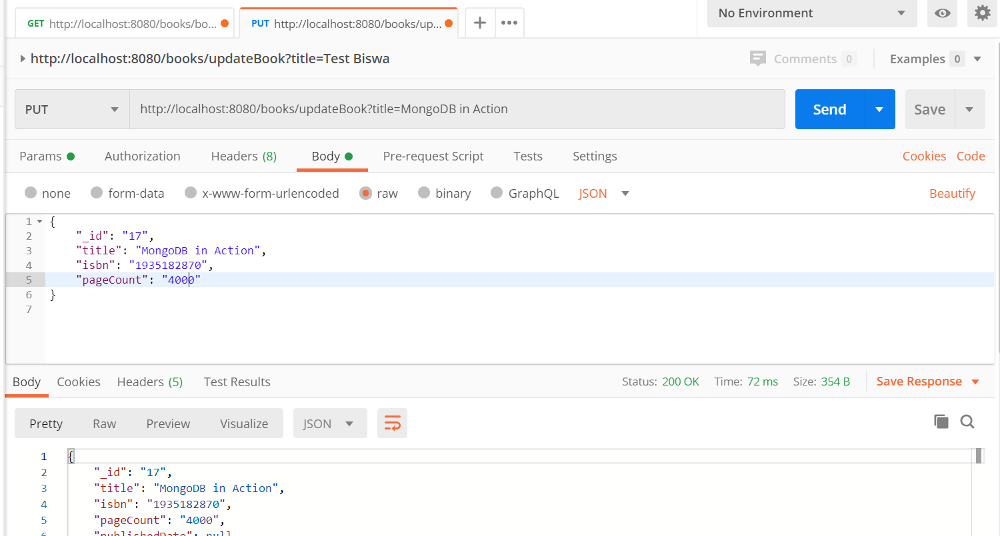 GET http://localhost:8080/books/bo... PUT http://localhost:8080/books/up... No Environment
http://localhost:8080/books/updateBook?title=Test Biswa Comments 0 Examples 0
PUT http://localhost:8080/books/updateBook?title=MongoDB in Action Send Save
Params Authorization Headers (8) Body Pre-request Script Tests Settings Cookies Code
none form-data x-www-form-urlencoded raw binary GraphQL JSON Beautify
1 {
2 "_id": "17",
3 "title": "MongoDB in Action",
4 "isbn": "1935182870",
5 "pageCount": "4000"
6 }
7
Body Cookies Headers (5) Test Results Status: 200 OK Time: 72 ms Size: 354 B Save Response
Pretty Raw Preview Visualize JSON
1 {
2 "_id": "17",
3 "title": "MongoDB in Action",
4 "isbn": "1935182870",
5 "pageCount": "4000",
6 "publishedDate": null